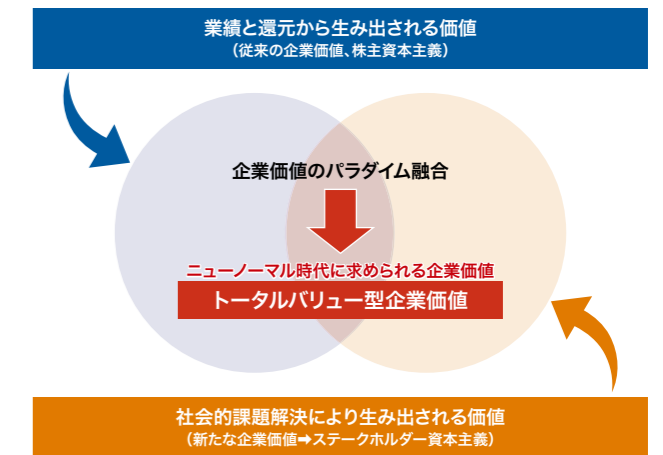 業績と還元から生み出される価値
（従来の企業価値、株主資本主義）
企業価値のパラダイム融合
ニューノーマル時代に求められる企業価値
トータルバリュー型企業価値
社会的課題解決により生み出される価値
（新たな企業価値➡ステークホルダー資本主義）